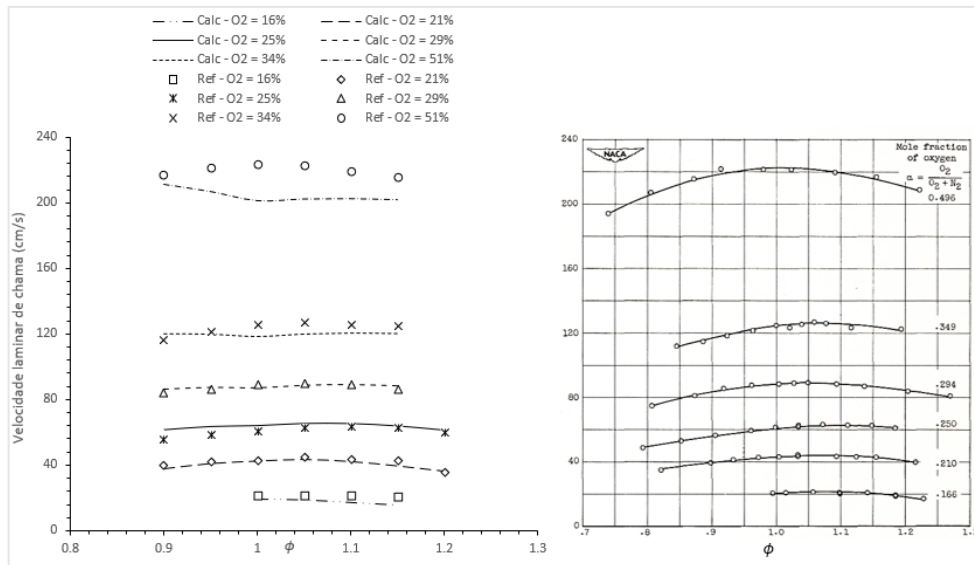 Calc - O2 = 16%
Calc - O2 = 21%
Calc - O2 = 25%
Calc - O2 = 29%
Calc - O2 = 34%
Calc - O2 = 51%
Ref - O2 = 16%
Ref - O2 = 21%
Ref - O2 = 25%
Ref - O2 = 29%
Ref - O2 = 34%
Ref - O2 = 51%
Velocidade laminar de chama (cm/s)
240
200
160
120
80
40
0
0.8
0.9
1
ϕ
1.1
1.2
1.3
240
200
160
120
80
40
0
NACA
Mole fraction
of oxygen
α = O2
O2 + N2
0.496
.349
.294
.250
.210
.166
.7
.8
.9
1.0
1.1
1.2
ϕ